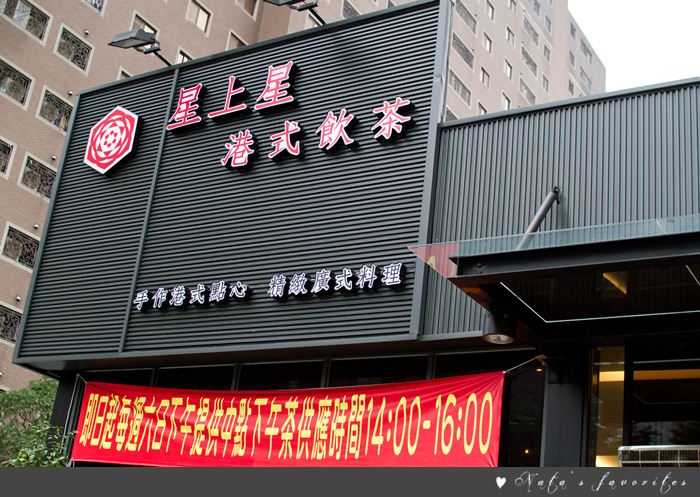 星上星
港式飲茶
手作港式點心 精緻廣式料理
即日起每週六日下午提供中點下午茶供應時間14:00-16:00
♥ Nata's favorites